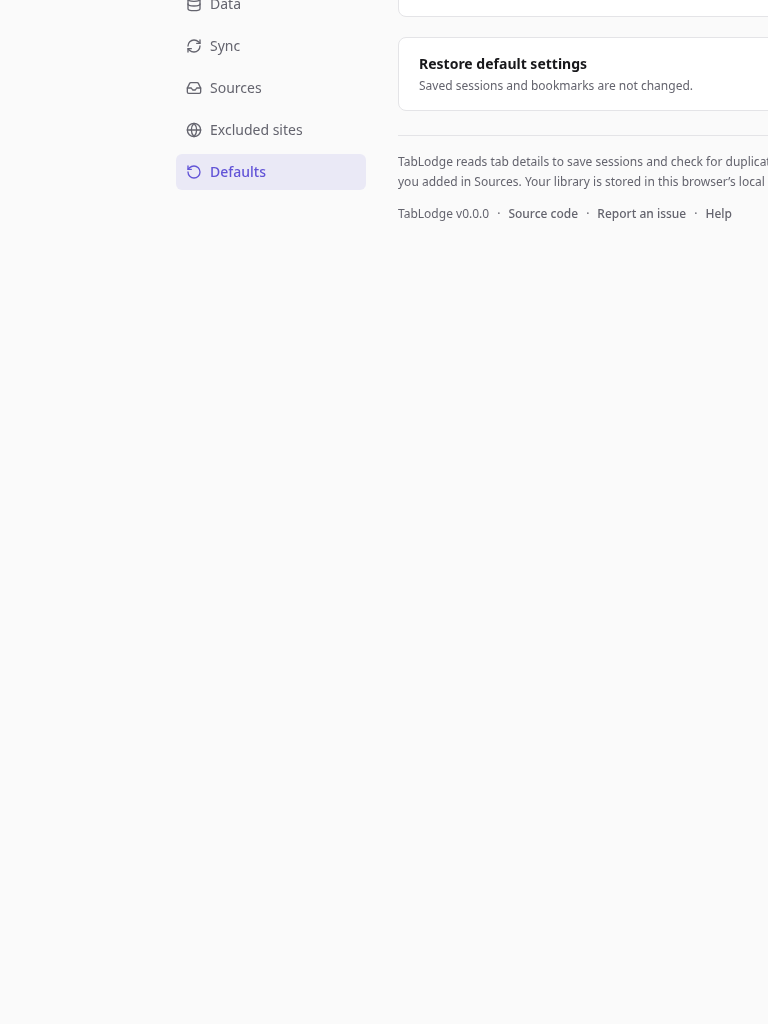 Data
Sync
Sources
Excluded sites
Defaults
Restore default settings
Saved sessions and bookmarks are not changed.
TabLodge reads tab details to save sessions and check for duplicat
you added in Sources. Your library is stored in this browser’s local
TabLodge v0.0.0 · Source code · Report an issue · Help